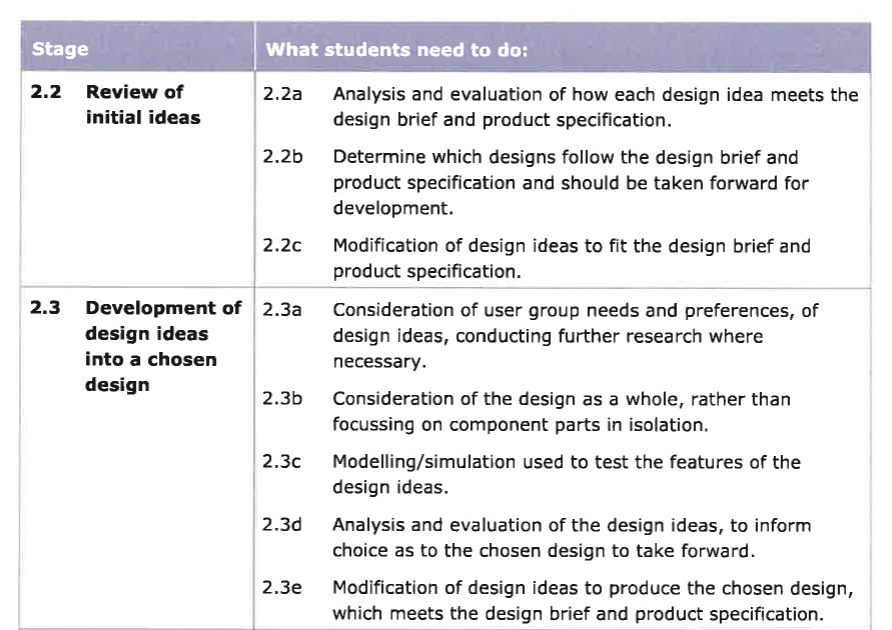 Stage What students need to do:
2.2 Review of initial ideas
2.2a Analysis and evaluation of how each design idea meets the
design brief and product specification.
2.2b Determine which designs follow the design brief and
product specification and should be taken forward for
development.
2.2c Modification of design ideas to fit the design brief and
product specification.
2.3 Development of
design ideas
into a chosen
design
2.3a Consideration of user group needs and preferences, of
design ideas, conducting further research where
necessary.
2.3b Consideration of the design as a whole, rather than
focussing on component parts in isolation.
2.3c Modelling/simulation used to test the features of the
design ideas.
2.3d Analysis and evaluation of the design ideas, to inform
choice as to the chosen design to take forward.
2.3e Modification of design ideas to produce the chosen design,
which meets the design brief and product specification.